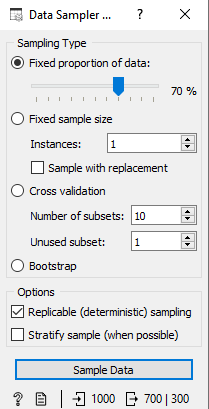 Data Sampler ...
Sampling Type
Fixed proportion of data:
70 %
Fixed sample size
Instances: 1
Sample with replacement
Cross validation
Number of subsets: 10
Unused subset: 1
Bootstrap
Options
Replicable (deterministic) sampling
Stratify sample (when possible)
Sample Data
? 1000 700 | 300